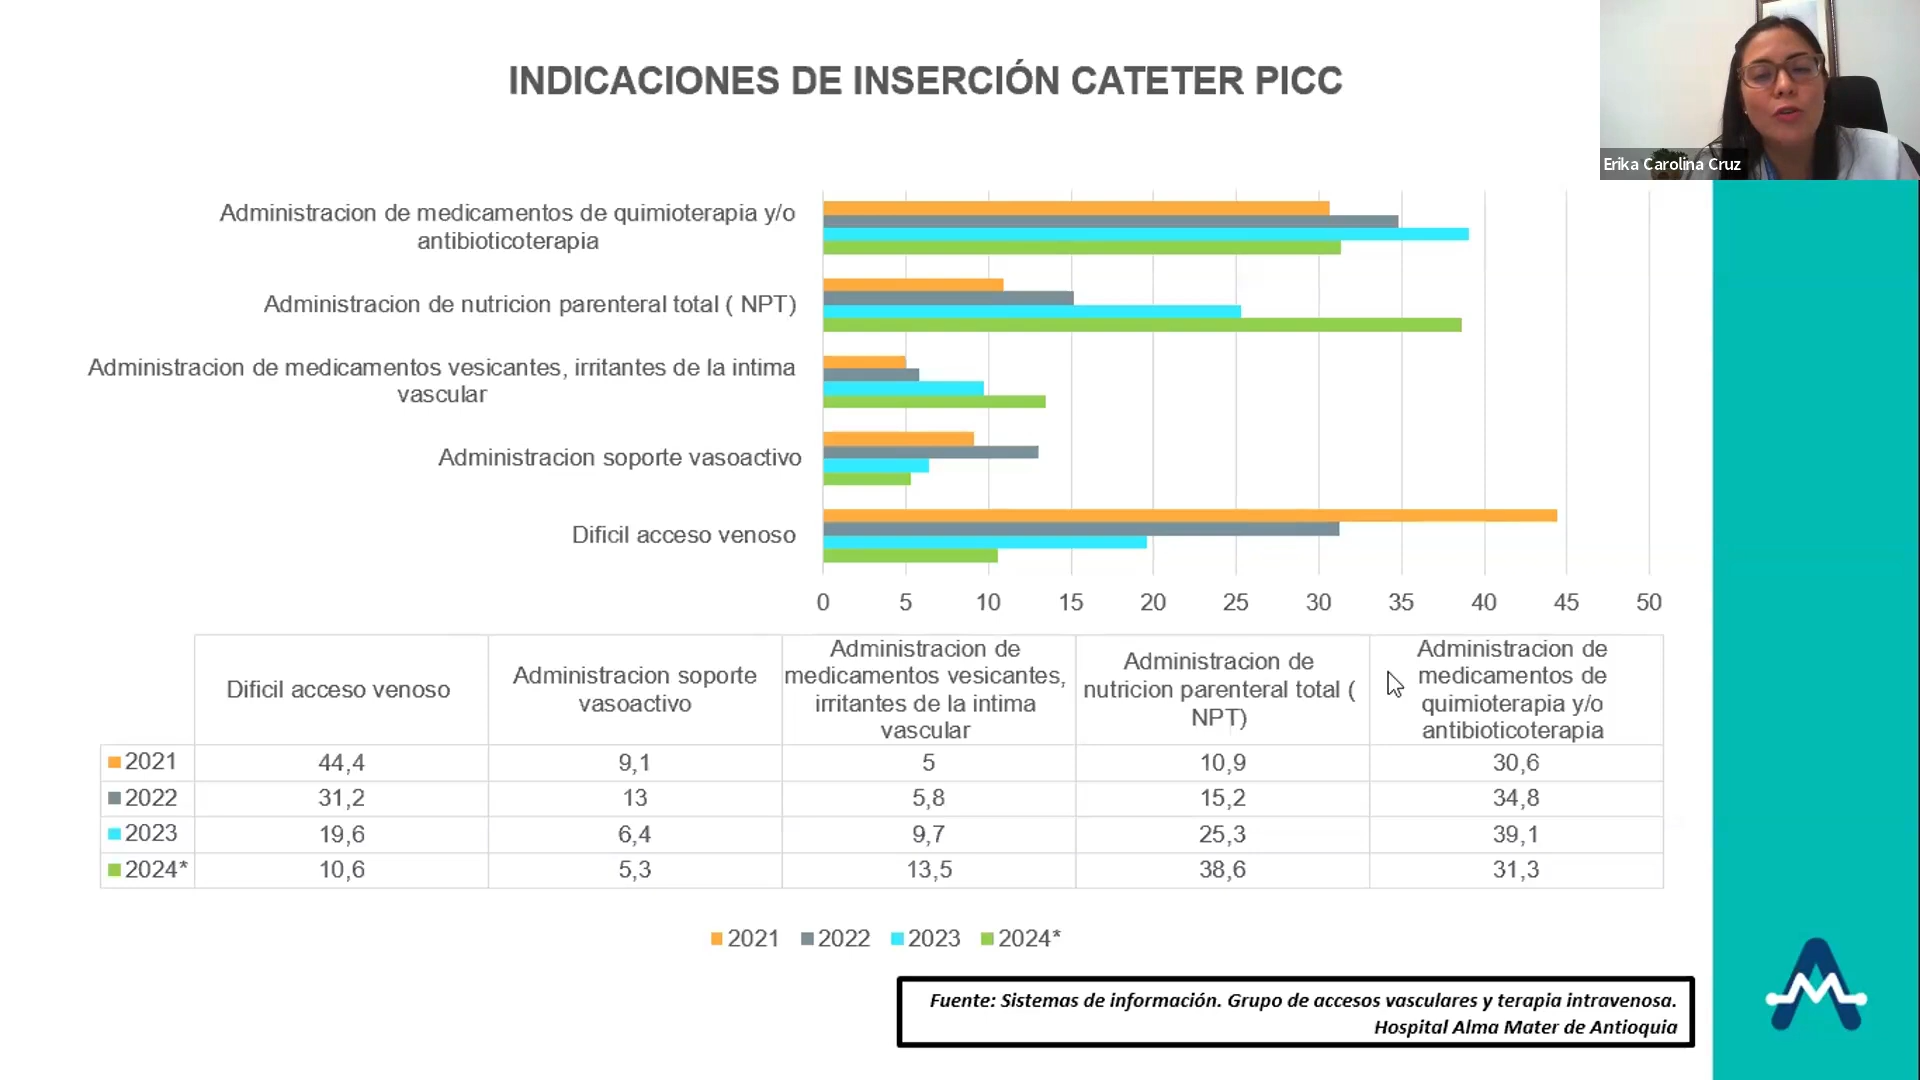 INDICACIONES DE INSERCIÓN CATETER PICC
Erika Carolina Cruz
Administracion de medicamentos de quimioterapia y/o
antibioticoterapia
Administracion de nutricion parenteral total ( NPT)
Administracion de medicamentos vesicantes, irritantes de la intima
vascular
Administracion soporte vasoactivo
Dificil acceso venoso
0 5 10 15 20 25 30 35 40 45 50
Dificil acceso venoso
Administracion soporte
vasoactivo
Administracion de
medicamentos vesicantes,
irritantes de la intima
vascular
Administracion de
nutricion parenteral total (
NPT)
Administracion de
medicamentos de
quimioterapia y/o
antibioticoterapia
2021 44,4 9,1 5 10,9 30,6
2022 31,2 13 5,8 15,2 34,8
2023 19,6 6,4 9,7 25,3 39,1
2024* 10,6 5,3 13,5 38,6 31,3
2021 2022 2023 2024*
Fuente: Sistemas de información. Grupo de accesos vasculares y terapia intravenosa.
Hospital Alma Mater de Antioquia